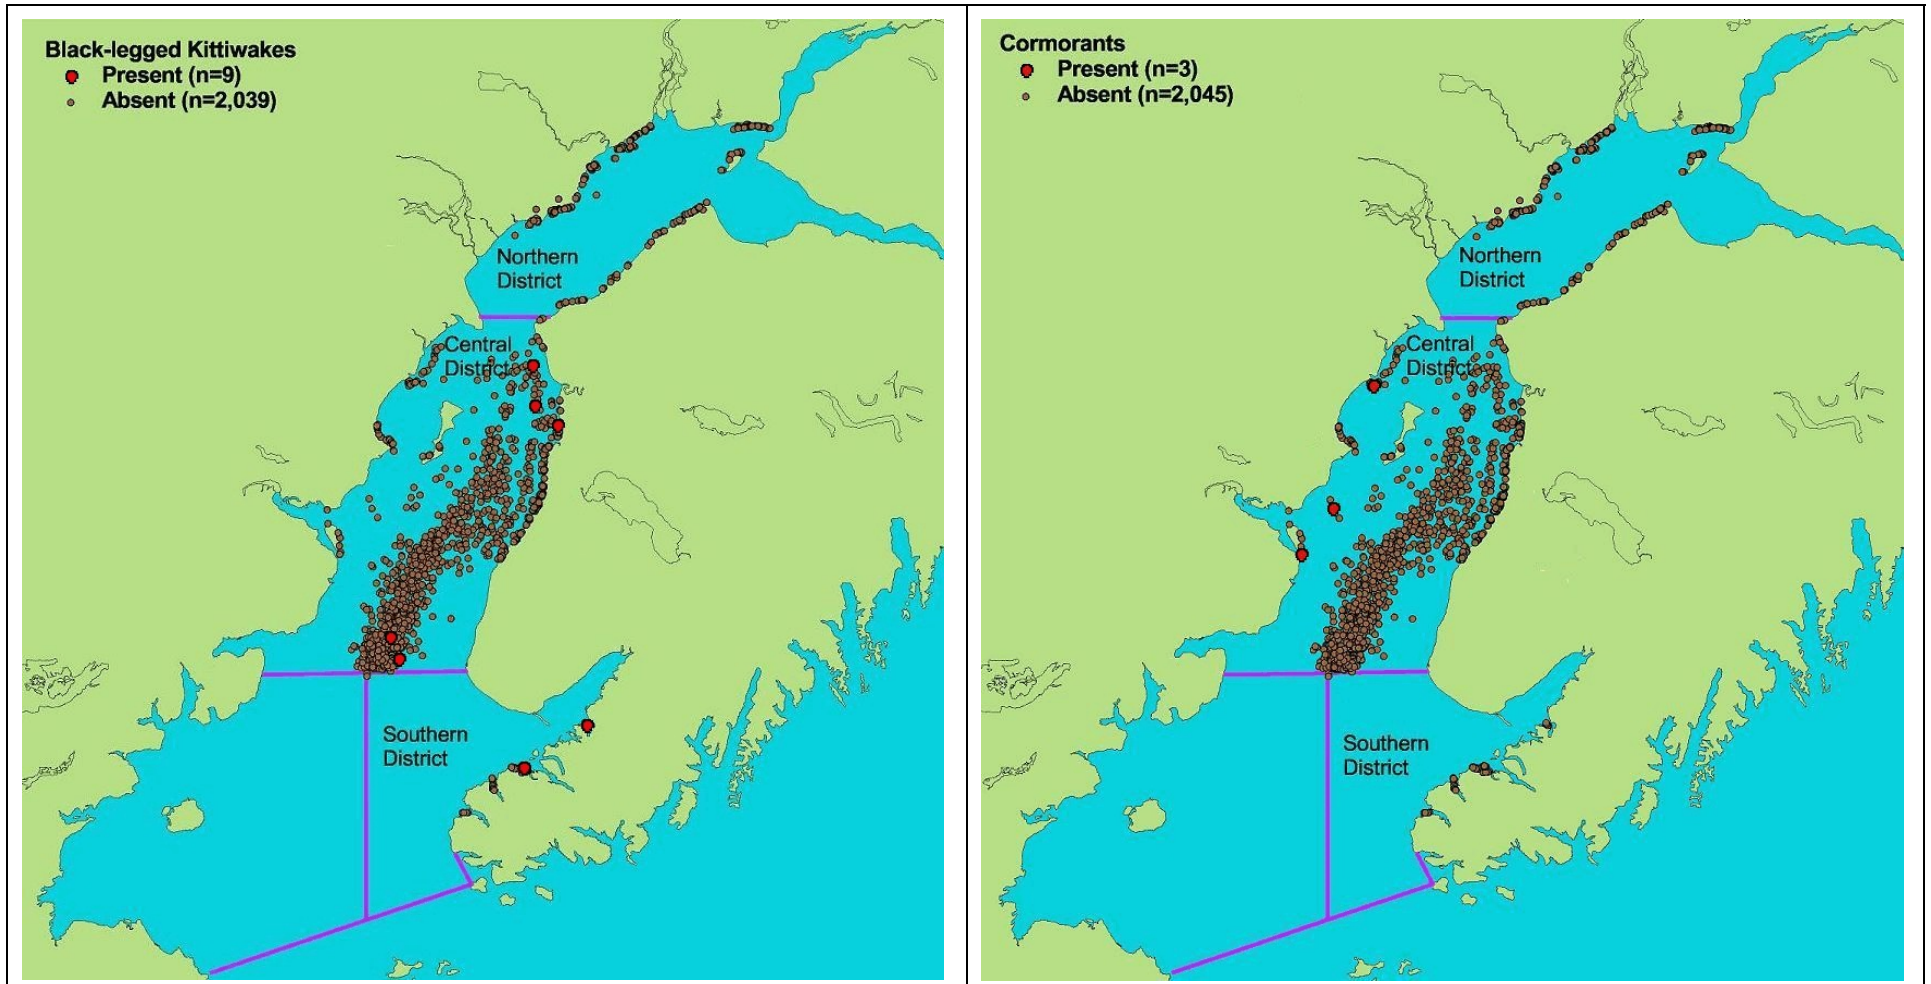 Black-legged Kittiwakes
Present (n=9)
Absent (n=2,039)
Northern
District
Central
District
Southern
District
Cormorants
Present (n=3)
Absent (n=2,045)
Northern
District
Central
District
Southern
District